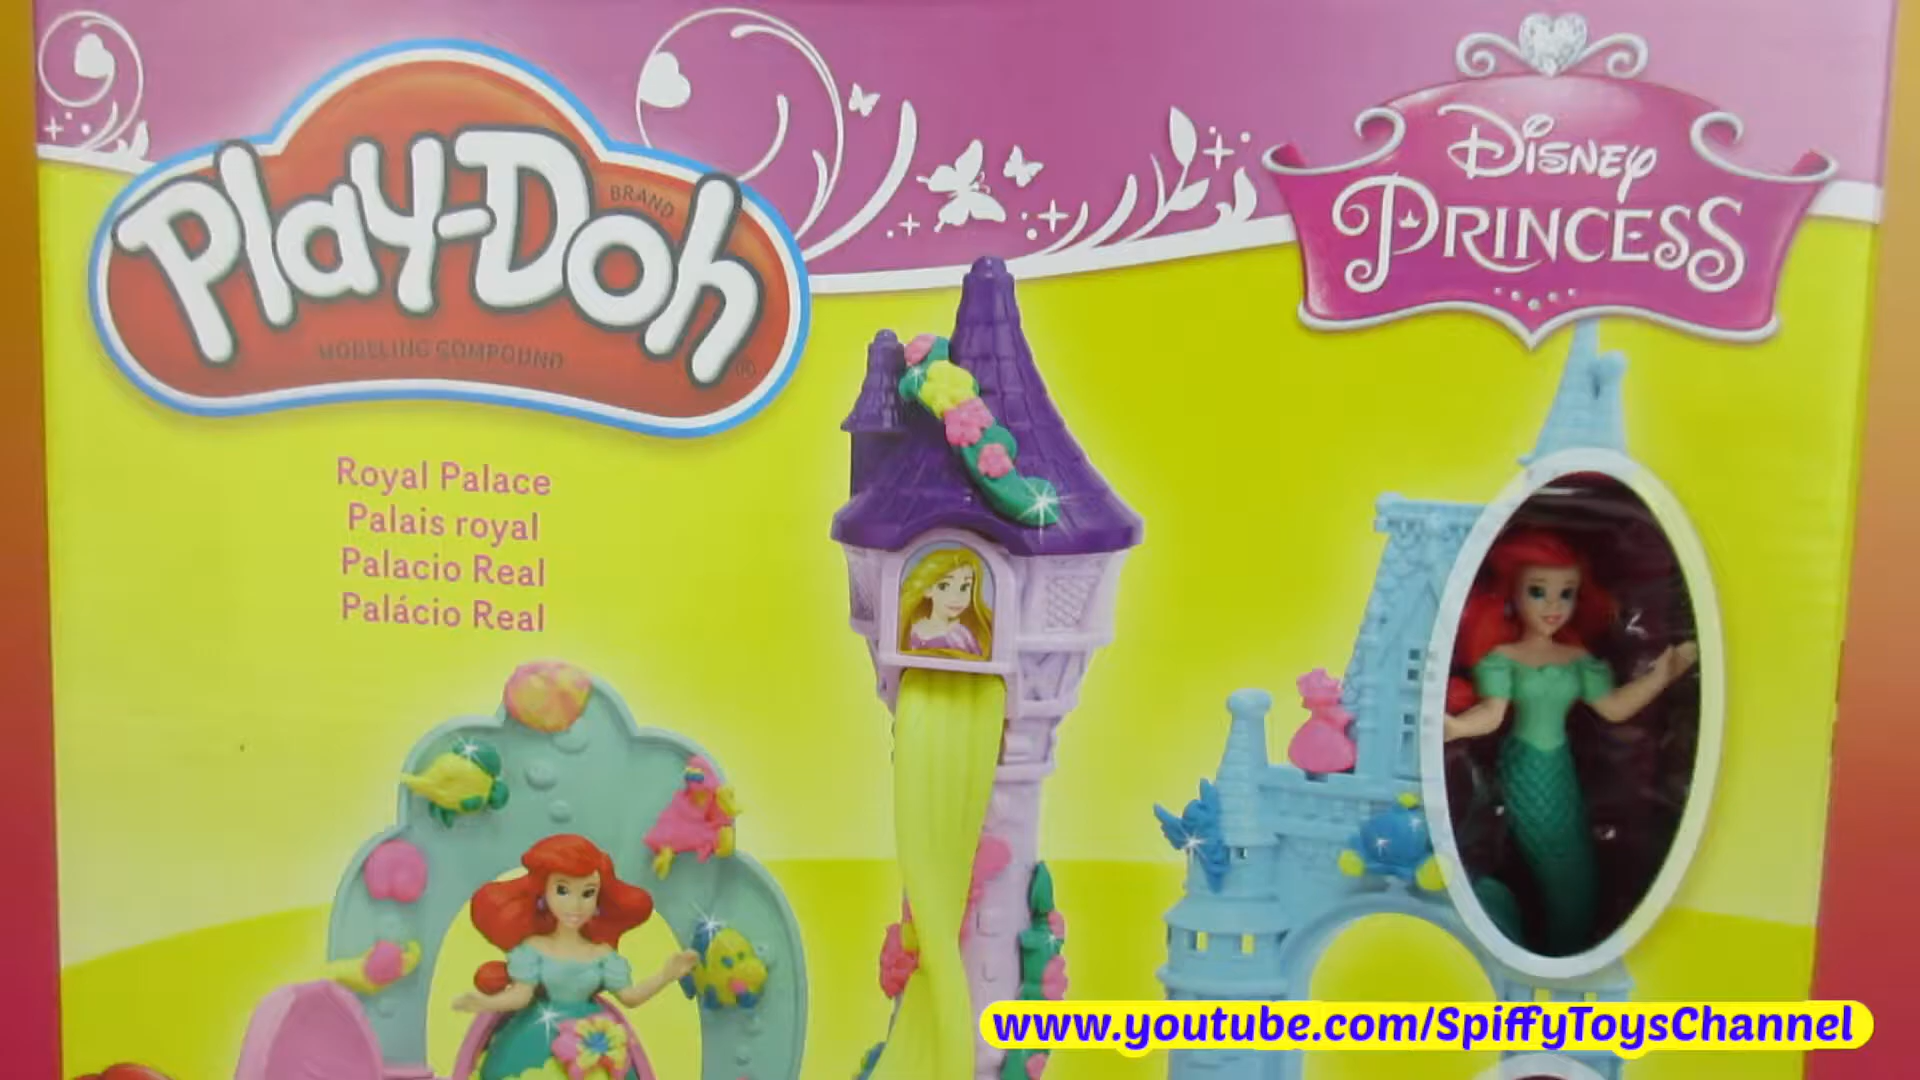 Play-Doh
BRAND
MODELING COMPOUND
Disney
PRINCESS
Royal Palace
Palais royal
Palacio Real
Palácio Real
www.youtube.com/SpiffyToysChannel